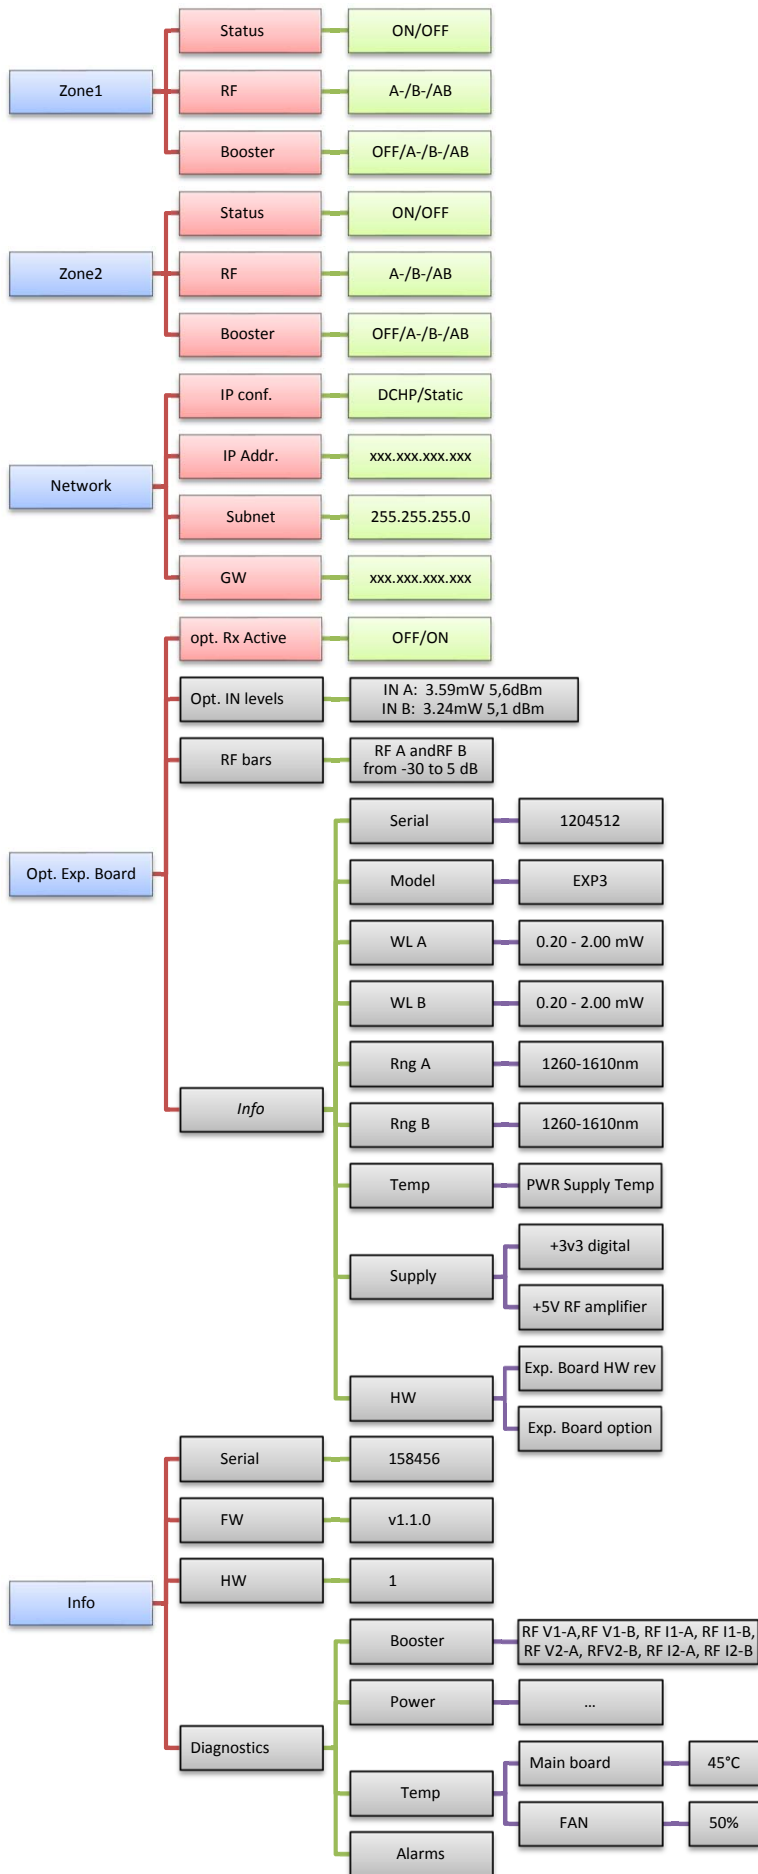 Status
ON/OFF
Zone1
RF
A-/B-/AB
Booster
OFF/A-/B-/AB
Status
ON/OFF
Zone2
RF
A-/B-/AB
Booster
OFF/A-/B-/AB
IP conf.
DCHP/Static
IP Addr.
xxx.xxx.xxx.xxx
Network
Subnet
255.255.255.0
GW
xxx.xxx.xxx.xxx
opt. Rx Active
OFF/ON
Opt. IN levels
IN A: 3.59mW 5,6dBm
IN B: 3.24mW 5,1 dBm
RF bars
RF A andRF B
from -30 to 5 dB
Serial
1204512
Opt. Exp. Board
Model
EXP3
WL A
0.20 - 2.00 mW
WL B
0.20 - 2.00 mW
Rng A
1260-1610nm
Info
Rng B
1260-1610nm
Temp
PWR Supply Temp
Supply
+3v3 digital
+5V RF amplifier
HW
Exp. Board HW rev
Exp. Board option
Serial
158456
FW
v1.1.0
HW
1
Info
Booster
RF V1-A,RF V1-B, RF I1-A, RF I1-B,
RF V2-A, RFV2-B, RF I2-A, RF I2-B
Power
...
Diagnostics
Temp
Main board
45°C
FAN
50%
Alarms